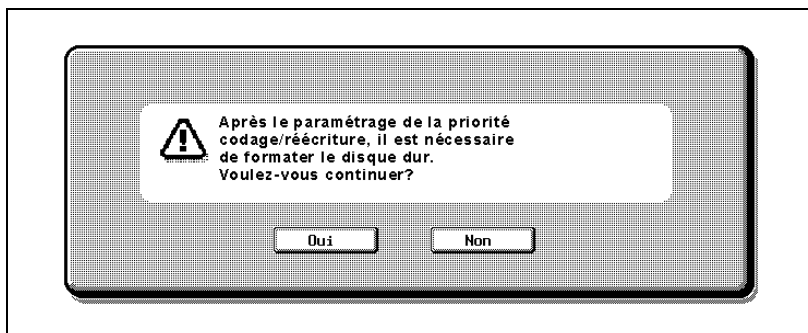 Après le paramétrage de la priorité
codage/réécriture, il est nécessaire
de formater le disque dur.
Voulez-vous continuer?
Oui
Non